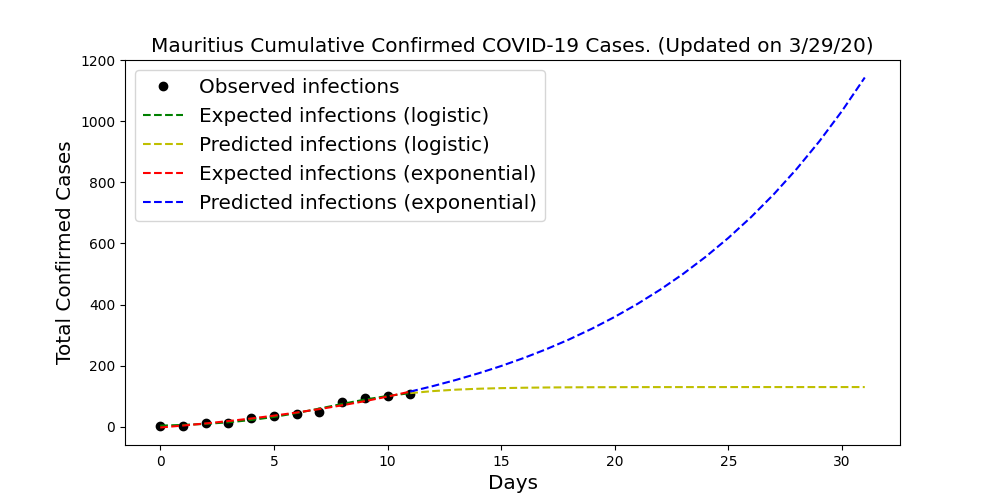 Mauritius Cumulative Confirmed COVID-19 Cases. (Updated on 3/29/20)
1200
1000
800
600
400
200
0
Total Confirmed Cases
Observed infections
Expected infections (logistic)
Predicted infections (logistic)
Expected infections (exponential)
Predicted infections (exponential)
0 5 10 15 20 25 30
Days